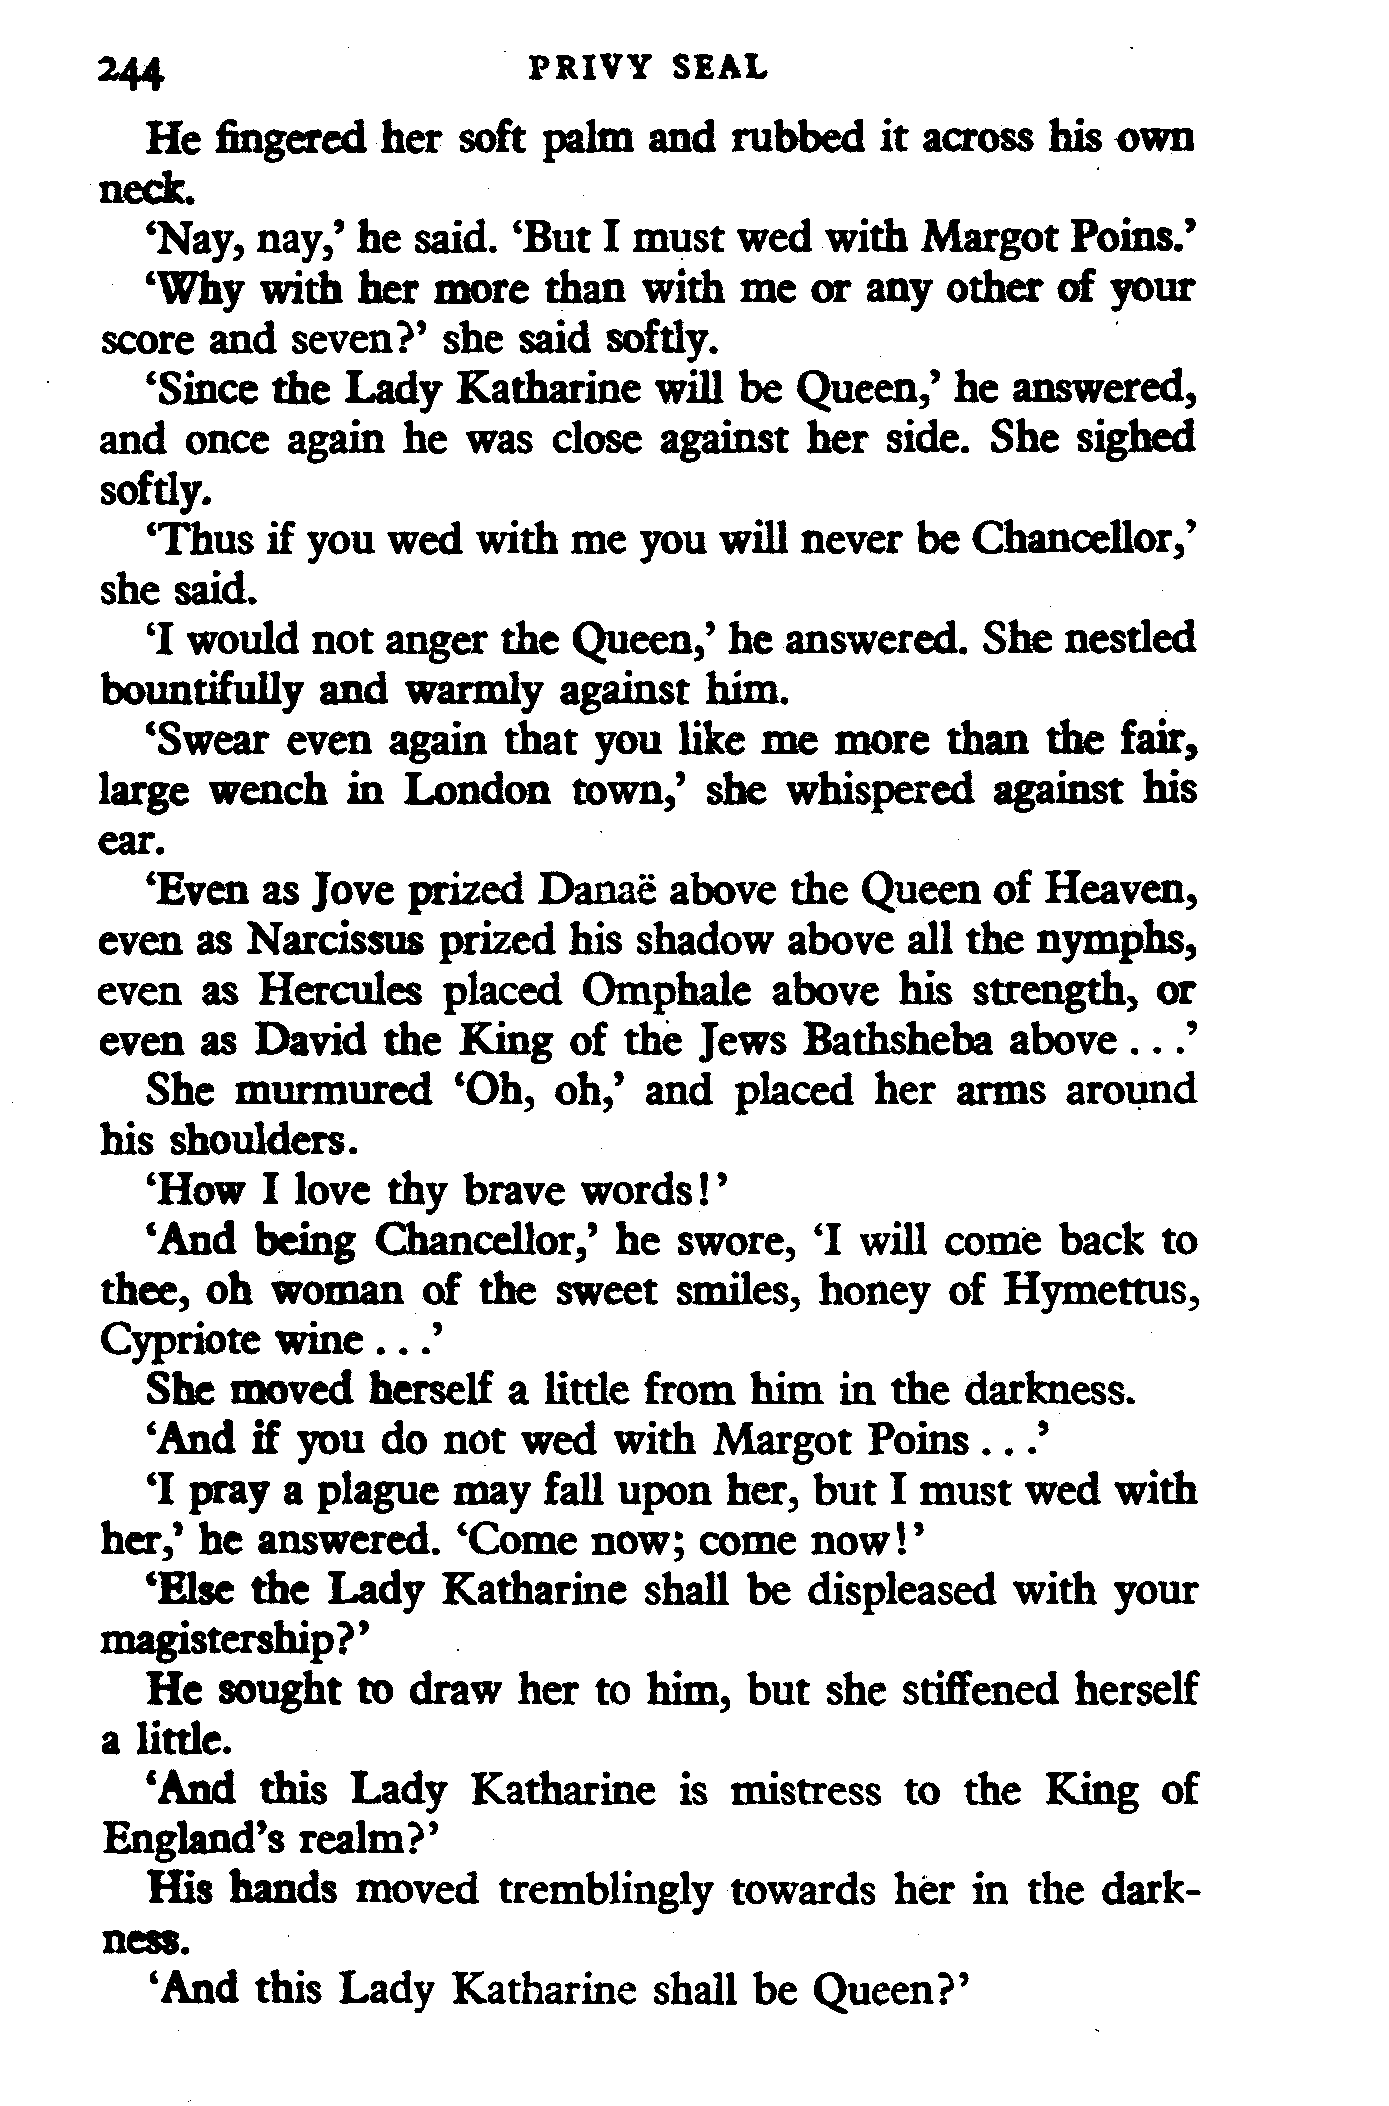 244 PRIVY SEAL
He fingered her soft palm and rubbed it across his own
neck.
‘Nay, nay,’ he said. ‘But I must wed with Margot Poins.’
‘Why with her more than with me or any other of your
score and seven?’ she said softly.
‘Since the Lady Katharine will be Queen,’ he answered,
and once again he was close against her side. She sighed
softly.
‘Thus if you wed with me you will never be Chancellor,’
she said.
‘I would not anger the Queen,’ he answered. She nestled
bountifully and warmly against him.
‘Swear even again that you like me more than the fair,
large wench in London town,’ she whispered against his
ear.
‘Even as Jove prized Danaë above the Queen of Heaven,
even as Narcissus prized his shadow above all the nymphs,
even as Hercules placed Omphale above his strength, or
even as David the King of the Jews Bathsheba above . . .’
She murmured ‘Oh, oh,’ and placed her arms around
his shoulders.
‘How I love thy brave words!’
‘And being Chancellor,’ he swore, ‘I will come back to
thee, oh woman of the sweet smiles, honey of Hymettus,
Cypriote wine . . .’
She moved herself a little from him in the darkness.
‘And if you do not wed with Margot Poins . . .’
‘I pray a plague may fall upon her, but I must wed with
her,’ he answered. ‘Come now; come now!’
‘Else the Lady Katharine shall be displeased with your
magistership?’
He sought to draw her to him, but she stiffened herself
a little.
‘And this Lady Katharine is mistress to the King of
England’s realm?’
His hands moved tremblingly towards her in the dark-
ness.
‘And this Lady Katharine shall be Queen?’